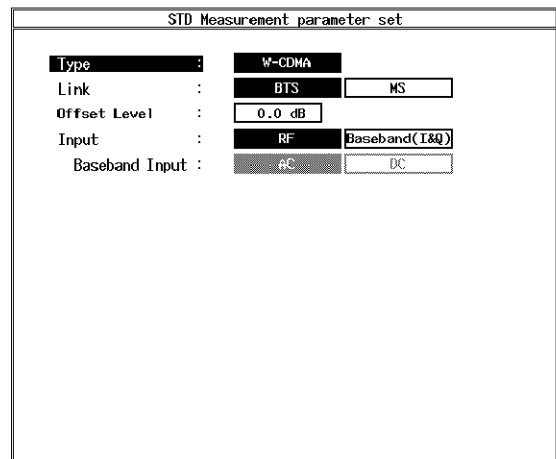 STD Measurement parameter set
Type : W-CDMA
Link : BTS MS
Offset Level : 0.0 dB
Input : RF Baseband(I&Q)
Baseband Input : AC DC